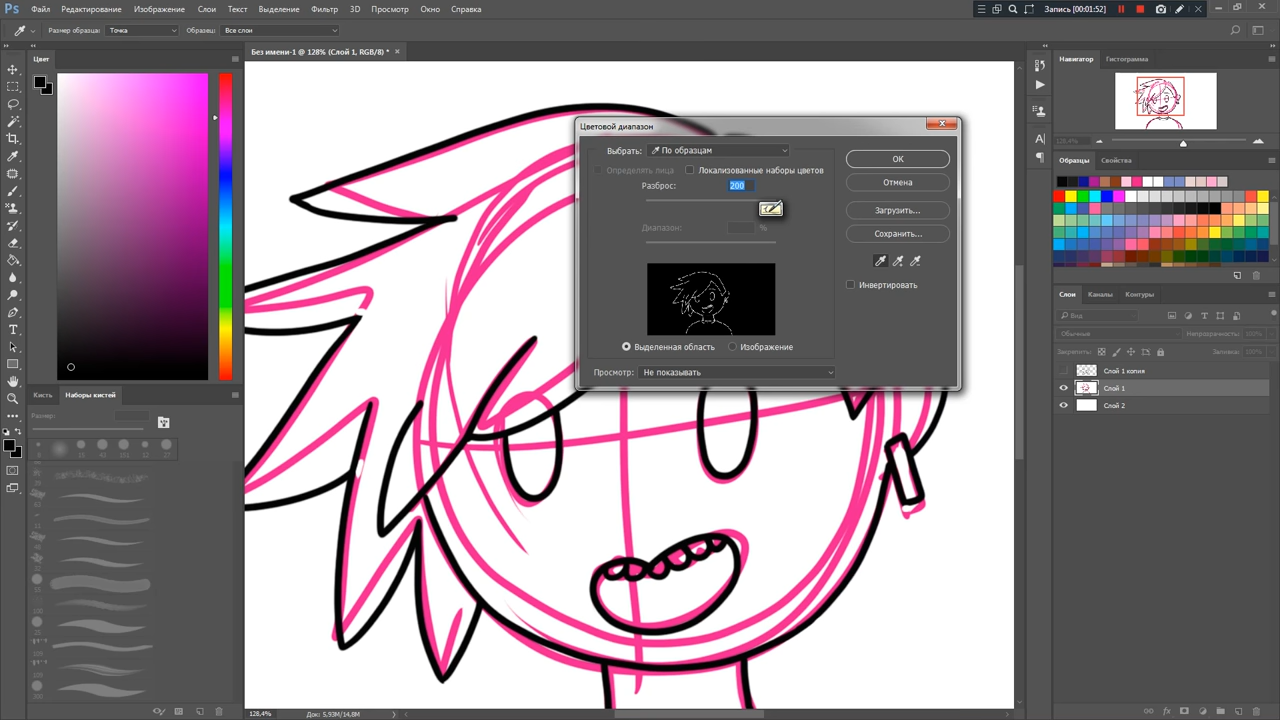 Ps Файл Редактирование Изображение Слои Текст Выделение Фильтр 3D Просмотр Окно Справка
Запись [00:01:52]
Размер образца: Точка Образец: Все слои
Без имени-1 @ 128% (Слой 1, RGB/8) * ×
Цвет
Навигатор Гистограмма
128,4%
Цветовой диапазон
Выбрать: По образцам
Определять лица Локализованные наборы цветов
Разброс: 200
Диапазон: %
OK
Отмена
Загрузить...
Сохранить...
Инвертировать
Выделенная область Изображение
Просмотр: Не показывать
Образцы Свойства
Слои Каналы Контуры
Вид
Обычные Непрозрачность: 100%
Закрепить: Заливка: 100%
Слой 1 копия
Слой 1
Слой 2
Кисть Наборы кистей
Размер:
128,4% Док: 5,93M/14,8M